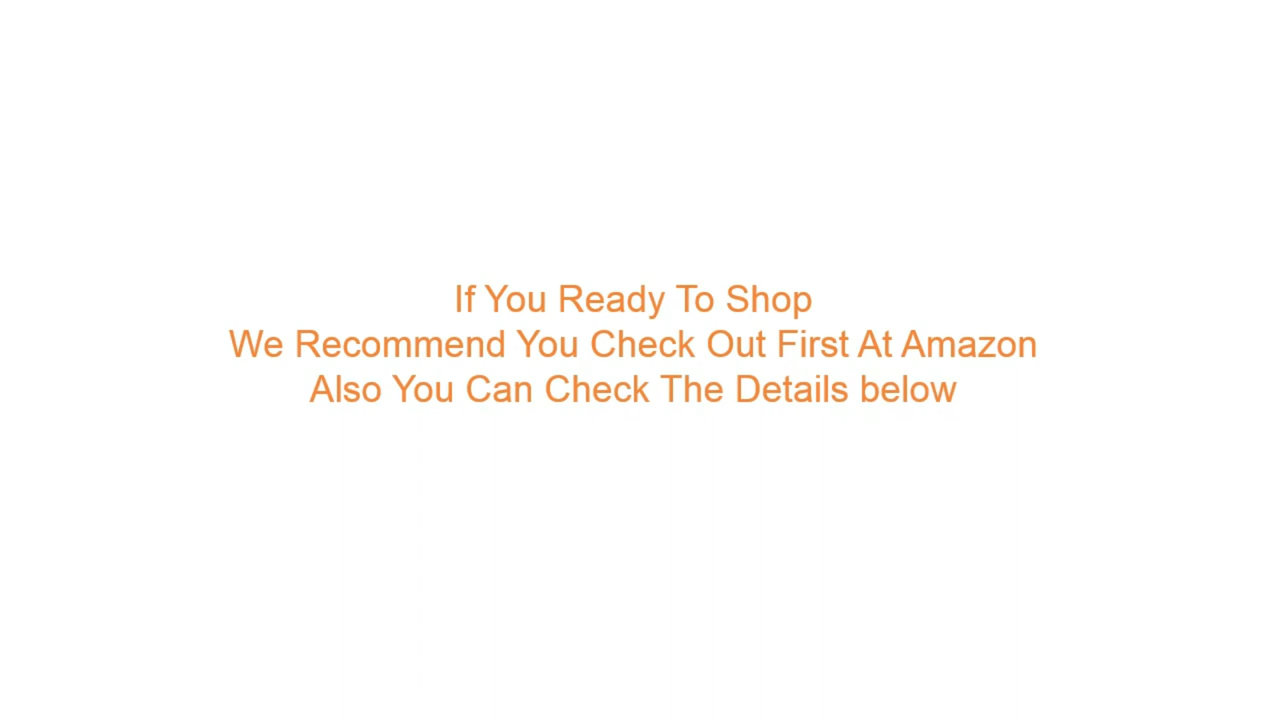 If You Ready To Shop
We Recommend You Check Out First At Amazon
Also You Can Check The Details below